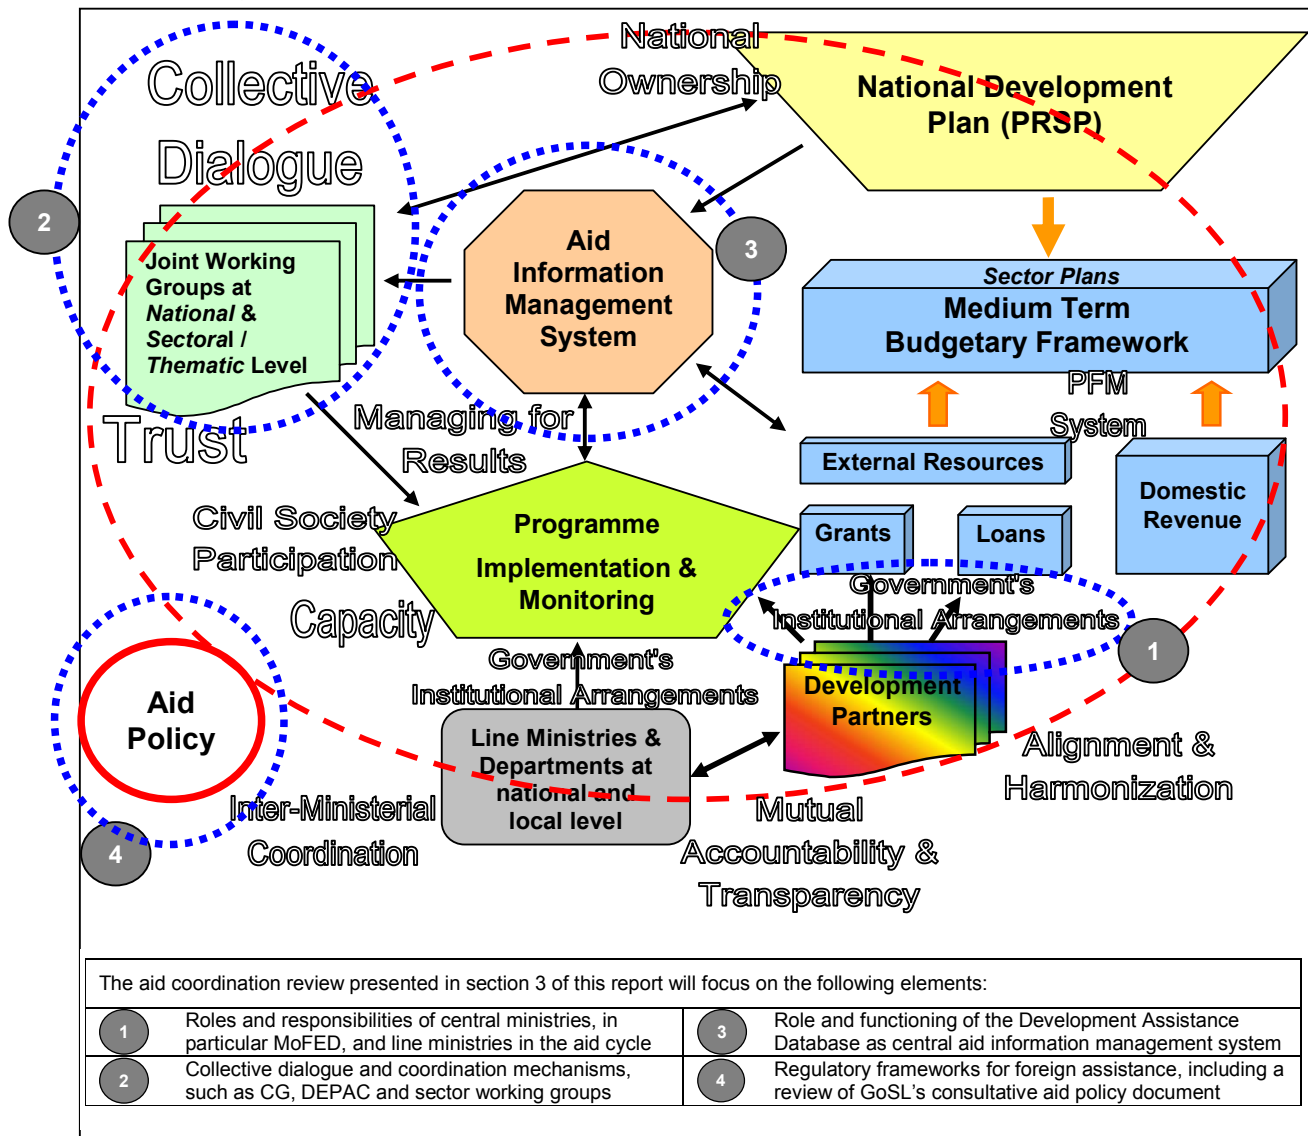 National
Ownership
Collective
Dialogue
National Development
Plan (PRSP)
2
3
Aid
Information
Management
System
Joint Working
Groups at
National &
Sectoral /
Thematic Level
Sector Plans
Medium Term
Budgetary Framework
PFM
System
Trust
Managing for
Results
External Resources
Domestic
Revenue
Grants
Loans
Civil Society
Participation
Programme
Implementation &
Monitoring
Capacity
Government's
Institutional Arrangements
1
Government's
Institutional Arrangements
Development
Partners
Aid
Policy
Line Ministries &
Departments at
national and
local level
Alignment &
Harmonization
Inter-Ministerial
Coordination
4
Mutual
Accountability &
Transparency
The aid coordination review presented in section 3 of this report will focus on the following elements:
1
Roles and responsibilities of central ministries, in
particular MoFED, and line ministries in the aid cycle
3
Role and functioning of the Development Assistance
Database as central aid information management system
2
Collective dialogue and coordination mechanisms,
such as CG, DEPAC and sector working groups
4
Regulatory frameworks for foreign assistance, including a
review of GoSL's consultative aid policy document